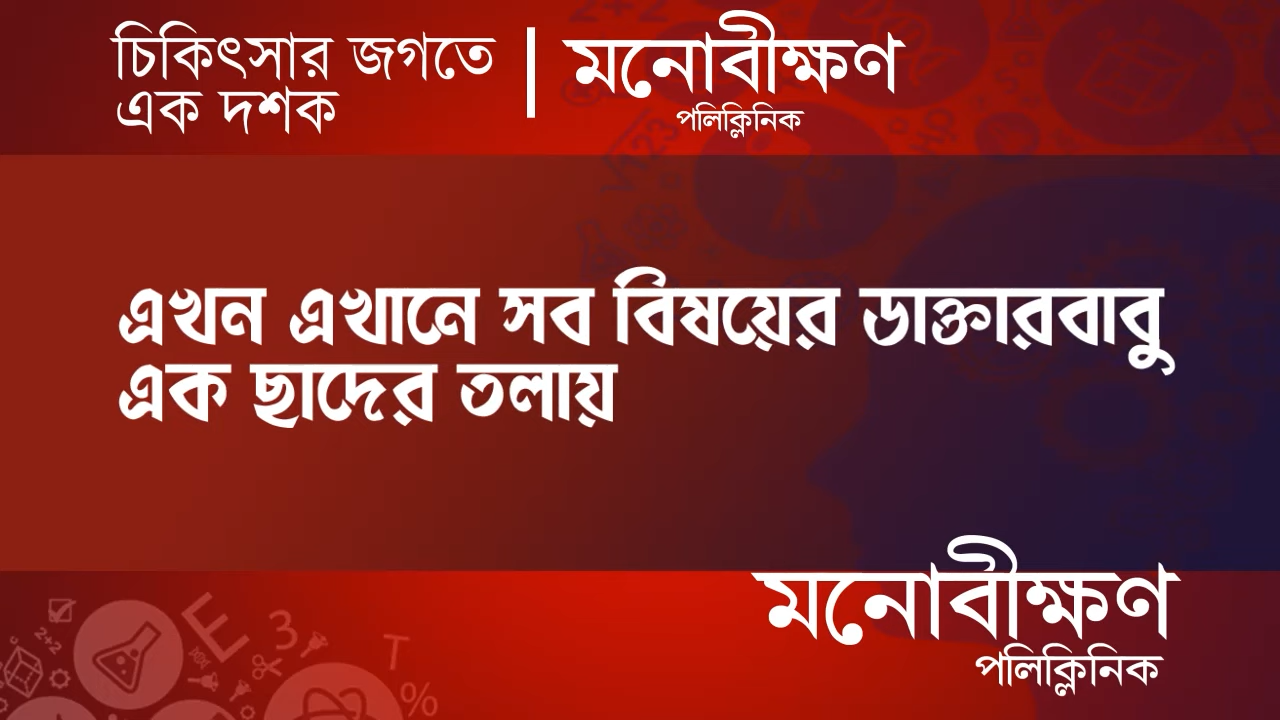 চিকিৎসার জগতে
এক দশক
মনোবীক্ষণ
পলিক্লিনিক
এখন এখানে সব বিষয়ের ডাক্তারবাবু
এক ছাদের তলায়
মনোবীক্ষণ
পলিক্লিনিক